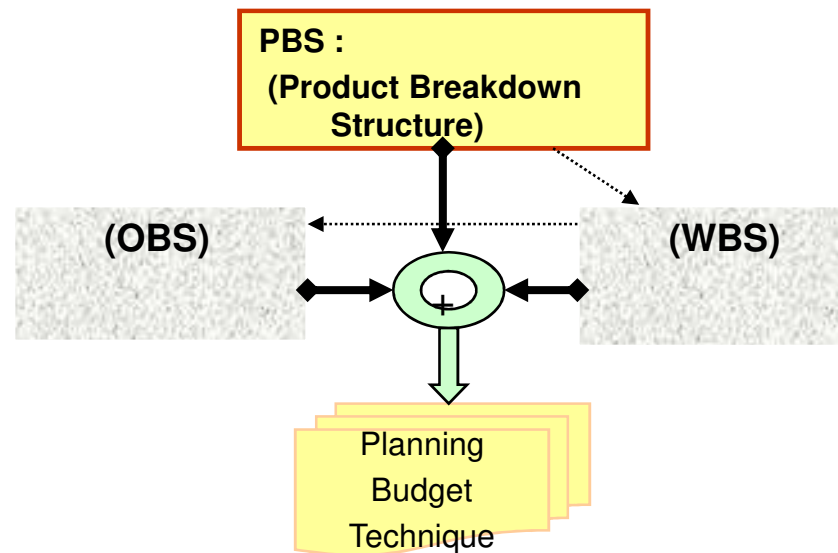 PBS :
(Product Breakdown
Structure)
(OBS)
(WBS)
+
Planning
Budget
Technique